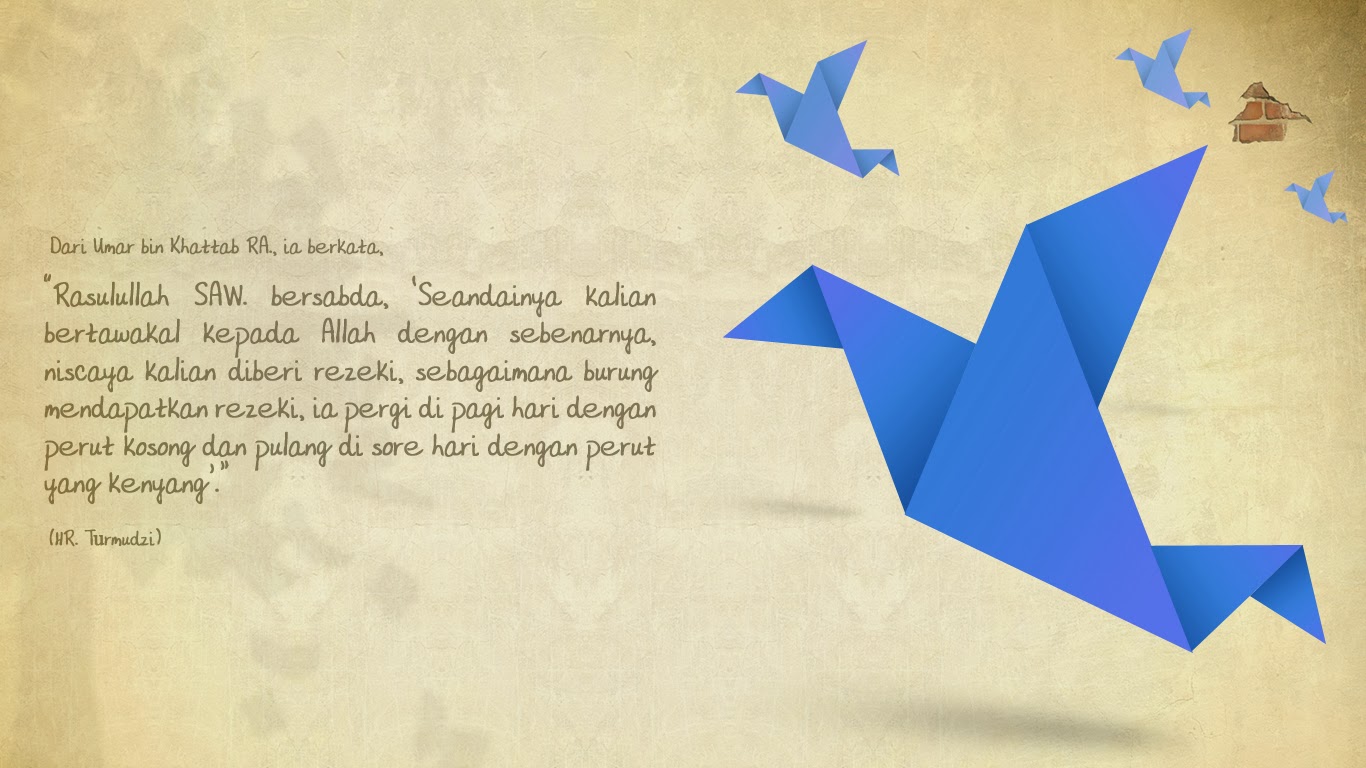 Dari Umar bin Khattab RA., ia berkata,
"Rasulullah SAW. bersabda, 'Seandainya kalian
bertawakal kepada Allah dengan sebenarnya,
niscaya kalian diberi rezeki, sebagaimana burung
mendapatkan rezeki, ia pergi di pagi hari dengan
perut kosong dan pulang di sore hari dengan perut
yang kenyang'."
(HR. Turmudzi)